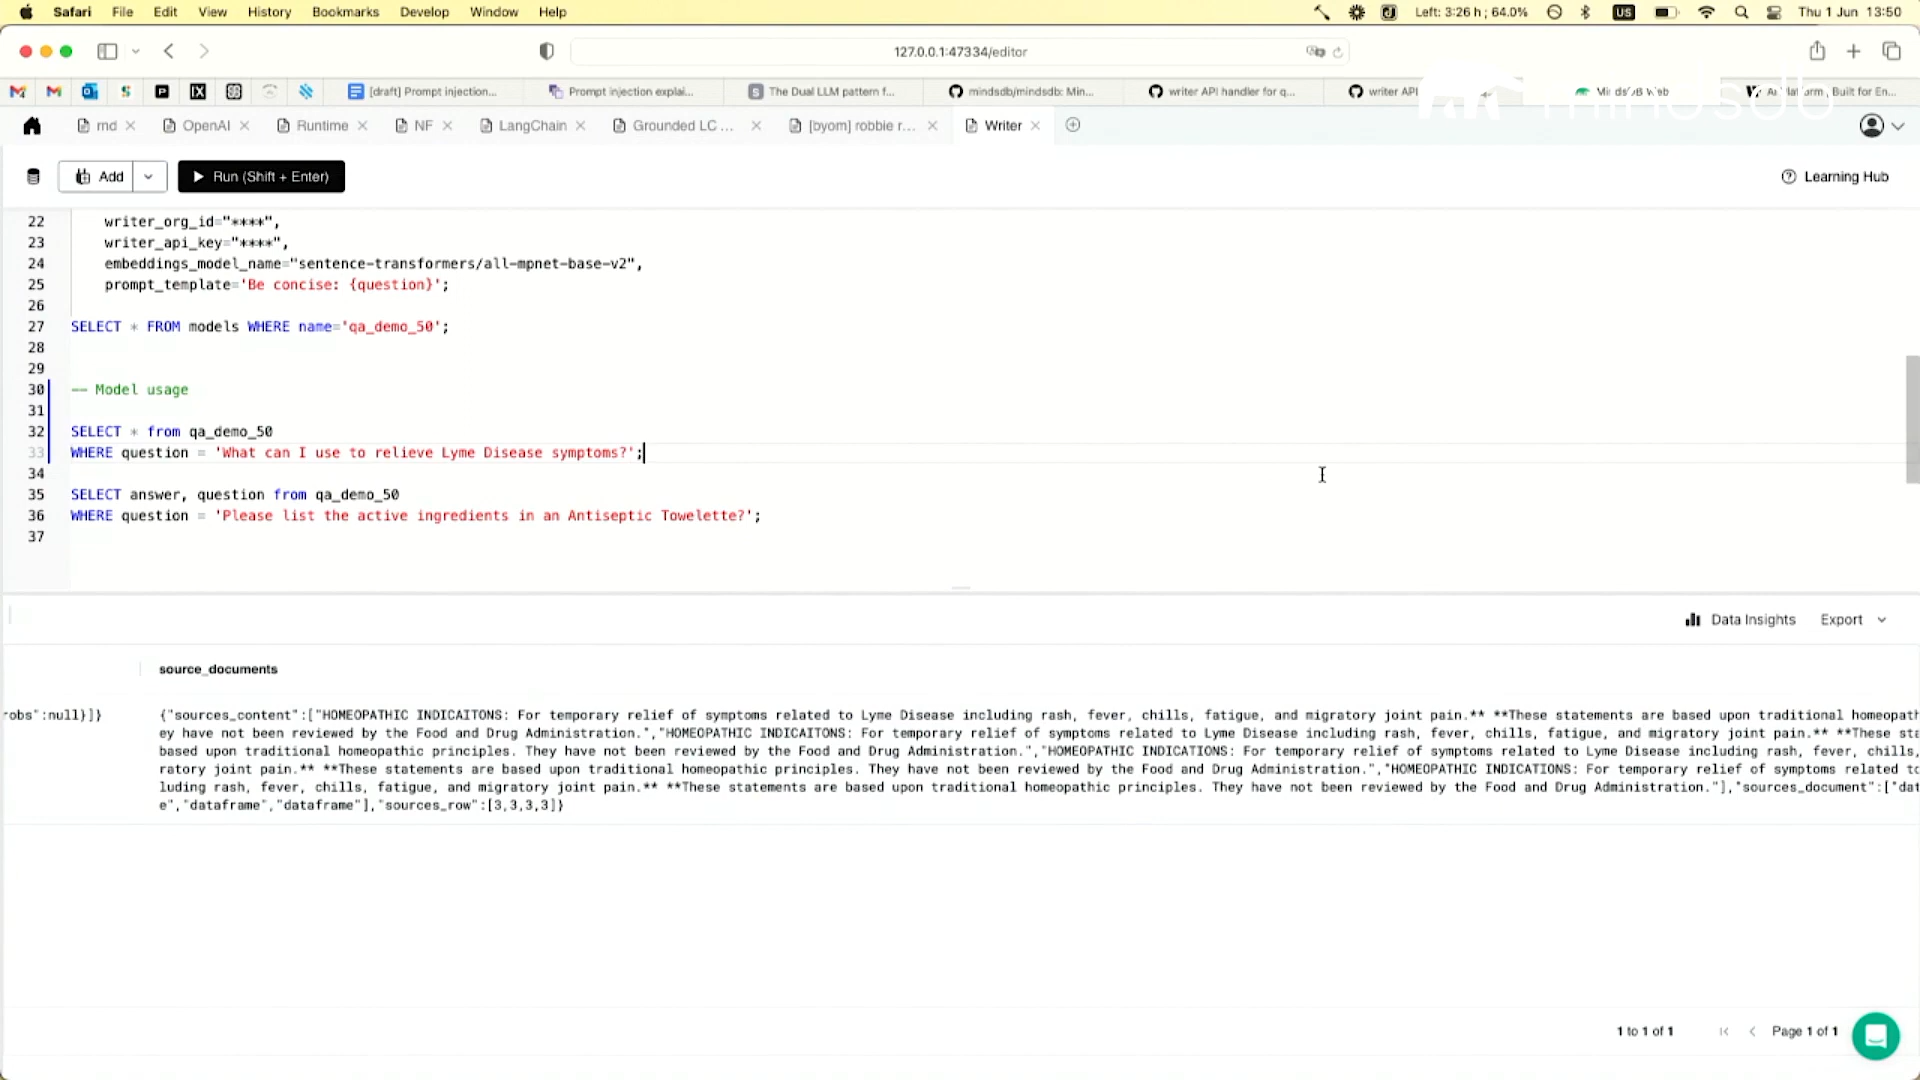 Safari File Edit View History Bookmarks Develop Window Help Left: 3:26 h ; 64.0% US Thu 1 Jun 13:50
127.0.0.1:47334/editor
[draft] Prompt injection... Prompt injection explai... The Dual LLM pattern f... mindsdb/mindsdb: Min... writer API handler for q... writer API MindsDB Web
md OpenAI Runtime NF LangChain Grounded LC ... [byom] robbie r... Writer
Add Run (Shift + Enter) Learning Hub
22 writer_org_id="****",
23 writer_api_key="****",
24 embeddings_model_name="sentence-transformers/all-mpnet-base-v2",
25 prompt_template='Be concise: {question}';
26
27 SELECT * FROM models WHERE name='qa_demo_50';
28
29
30 -- Model usage
31
32 SELECT * from qa_demo_50
33 WHERE question = 'What can I use to relieve Lyme Disease symptoms?';
34
35 SELECT answer, question from qa_demo_50
36 WHERE question = 'Please list the active ingredients in an Antiseptic Towelette?';
37
Data Insights Export
source_documents
robs":null}]} {"sources_content":["HOMEOPATHIC INDICAITONS: For temporary relief of symptoms related to Lyme Disease including rash, fever, chills, fatigue, and migratory joint pain.** **These statements are based upon traditional homeopath
ey have not been reviewed by the Food and Drug Administration.","HOMEOPATHIC INDICAITONS: For temporary relief of symptoms related to Lyme Disease including rash, fever, chills, fatigue, and migratory joint pain.** **These sta
based upon traditional homeopathic principles. They have not been reviewed by the Food and Drug Administration.","HOMEOPATHIC INDICATIONS: For temporary relief of symptoms related to Lyme Disease including rash, fever, chills,
ratory joint pain.** **These statements are based upon traditional homeopathic principles. They have not been reviewed by the Food and Drug Administration.","HOMEOPATHIC INDICATIONS: For temporary relief of symptoms related to
luding rash, fever, chills, fatigue, and migratory joint pain.** **These statements are based upon traditional homeopathic principles. They have not been reviewed by the Food and Drug Administration."],"sources_document":["dat
e","dataframe","dataframe"],"sources_row":[3,3,3,3]}
1 to 1 of 1 Page 1 of 1